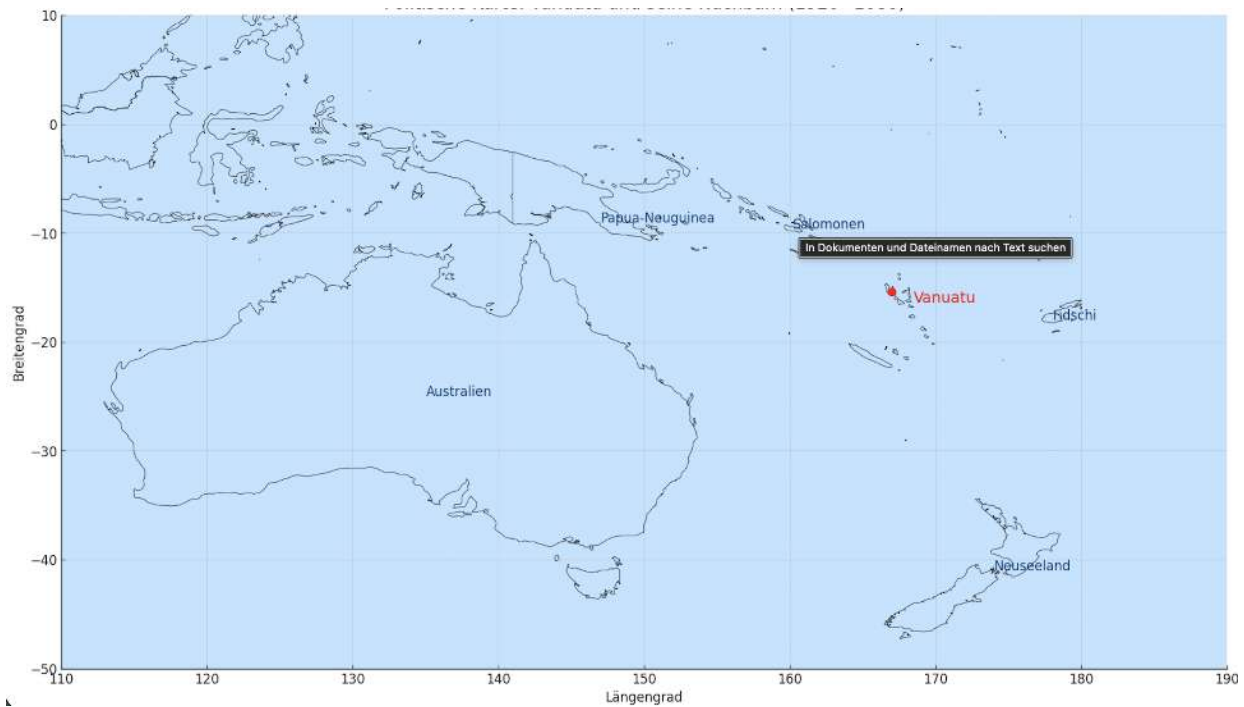 10
0
−10
−20
−30
−40
−50
Breitengrad
Papua-Neuguinea
Salomonen
In Dokumenten und Dateinamen nach Text suchen
Vanuatu
Fidschi
Australien
Neuseeland
110 120 130 140 150 160 170 180 190
Längengrad